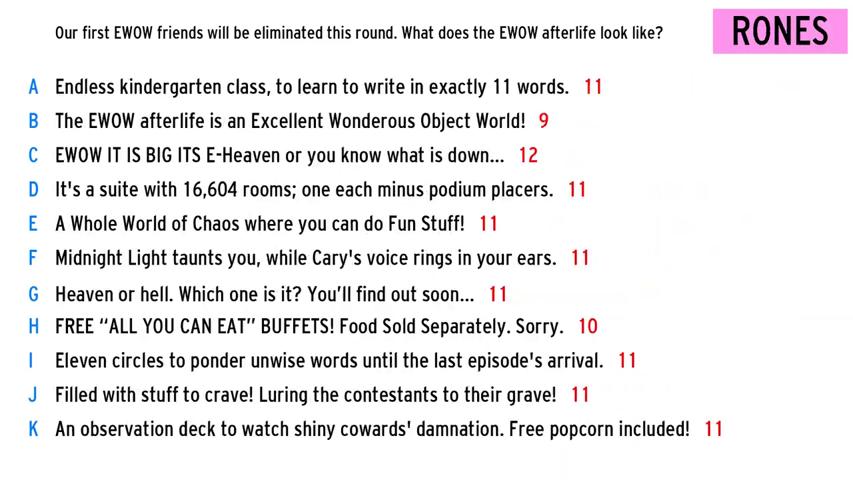 Our first EWOW friends will be eliminated this round. What does the EWOW afterlife look like?
RONES
A Endless kindergarten class, to learn to write in exactly 11 words. 11
B The EWOW afterlife is an Excellent Wonderous Object World! 9
C EWOW IT IS BIG ITS E-Heaven or you know what is down... 12
D It's a suite with 16,604 rooms; one each minus podium placers. 11
E A Whole World of Chaos where you can do Fun Stuff! 11
F Midnight Light taunts you, while Cary's voice rings in your ears. 11
G Heaven or hell. Which one is it? You’ll find out soon... 11
H FREE “ALL YOU CAN EAT” BUFFETS! Food Sold Separately. Sorry. 10
I Eleven circles to ponder unwise words until the last episode's arrival. 11
J Filled with stuff to crave! Luring the contestants to their grave! 11
K An observation deck to watch shiny cowards' damnation. Free popcorn included! 11